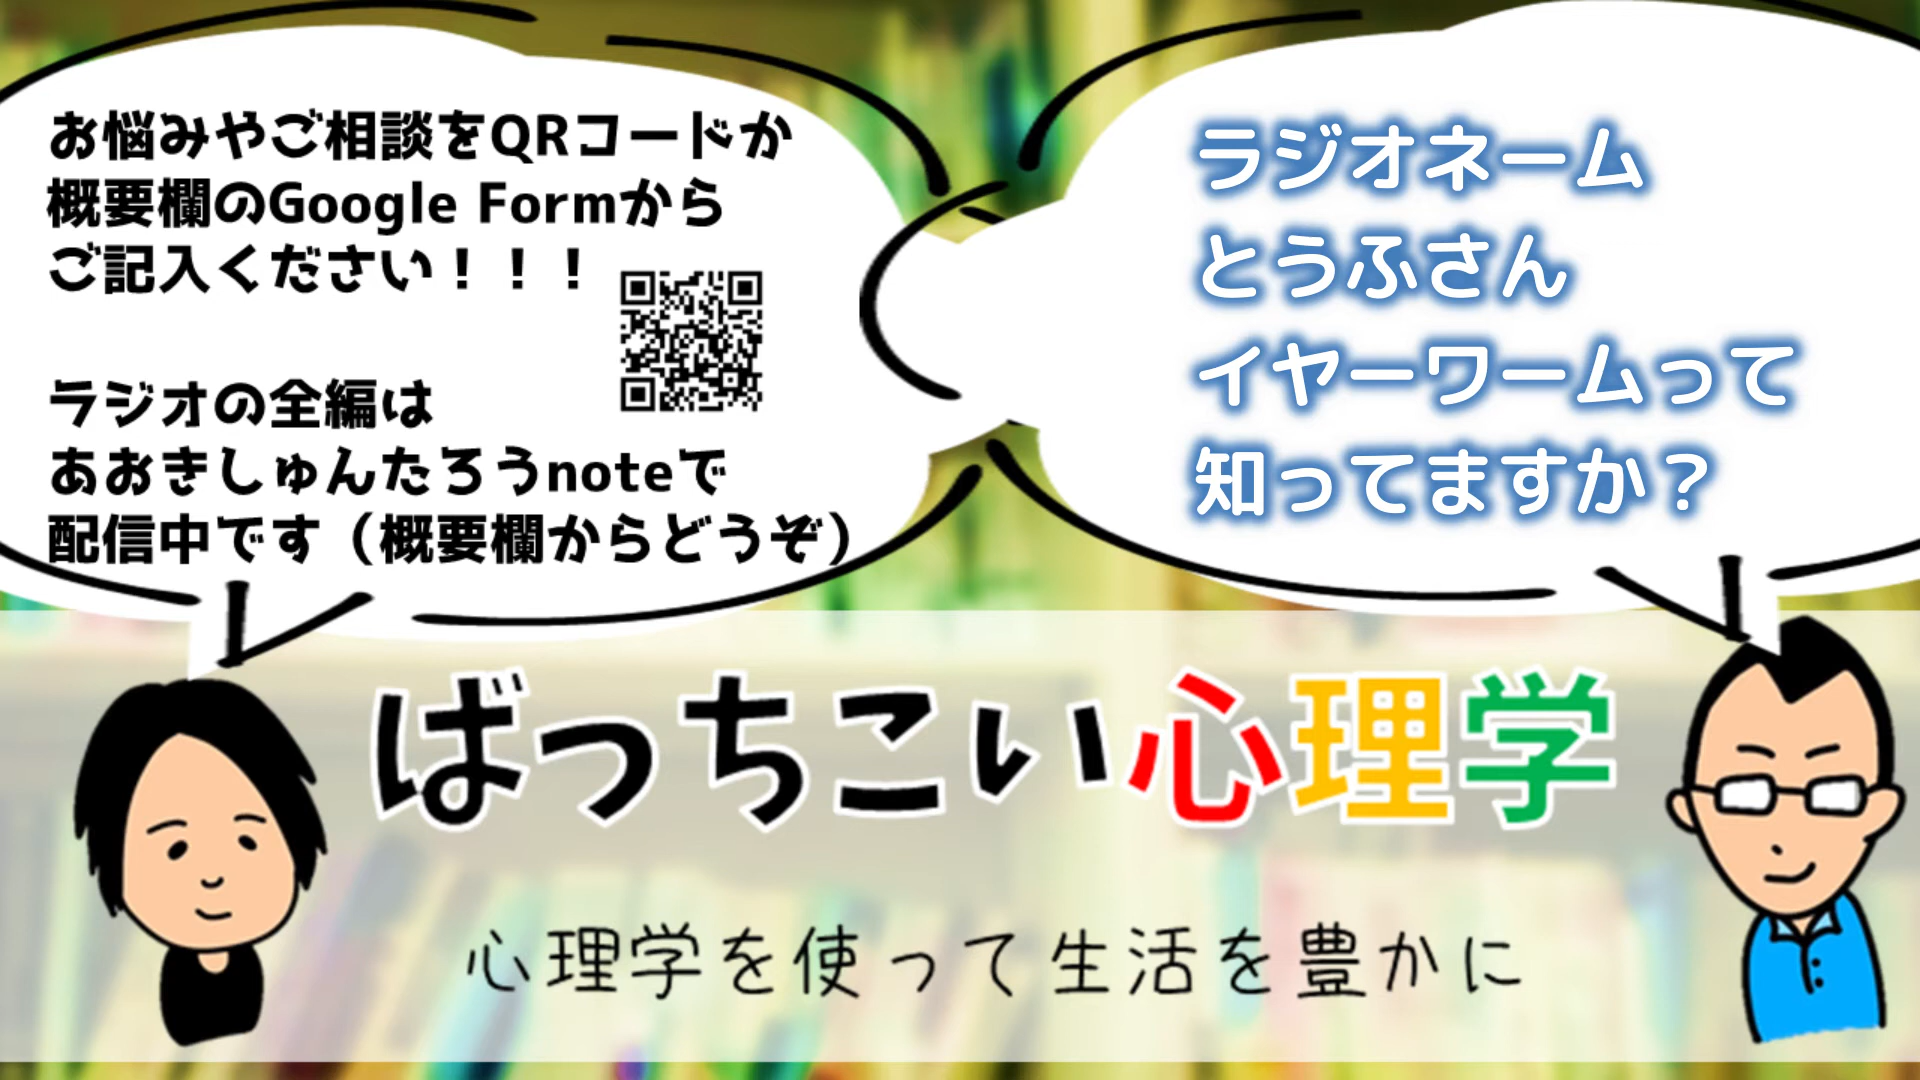 お悩みやご相談をQRコードか
概要欄のGoogle Formから
ご記入ください！！！
ラジオの全編は
あおきしゅんたろうnoteで
配信中です（概要欄からどうぞ）
ラジオネーム
とうふさん
イヤーワームって
知ってますか？
ばっちこい心理学
心理学を使って生活を豊かに